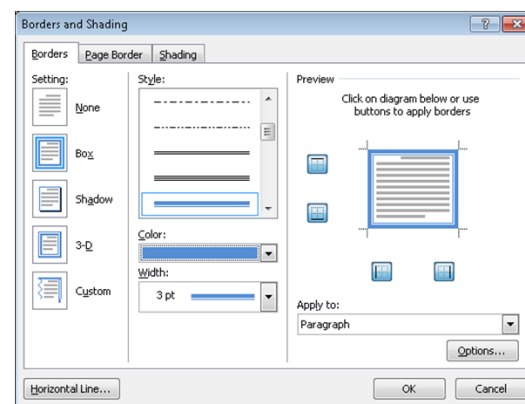 Borders and Shading
Borders
Page Border
Shading
Setting:
None
Box
Shadow
3-D
Custom
Style:
Color:
Width:
3 pt
Preview
Click on diagram below or use
buttons to apply borders
Apply to:
Paragraph
Options...
Horizontal Line...
OK
Cancel